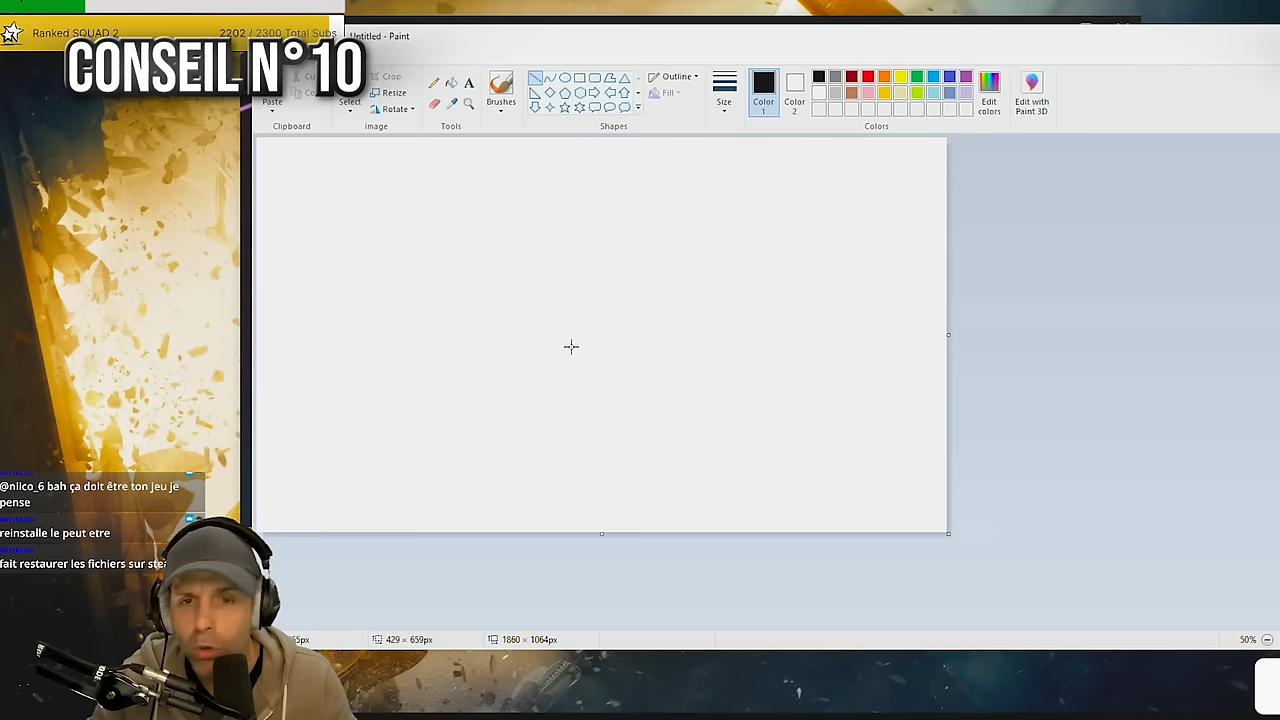 Ranked SQUAD 2 2202 / 2300 Total Subs
CONSEIL N°10
Untitled - Paint
Crop
Resize
Rotate
Paste
Select
Brushes
Outline
Fill
Size
Color 1
Color 2
Edit colors
Edit with Paint 3D
Clipboard
Image
Tools
Shapes
Colors
@niico_6 bah ça doit être ton jeu je
pense
reinstalle le peut etre
fait restaurer les fichiers sur
429 × 659px
1860 × 1064px
50%